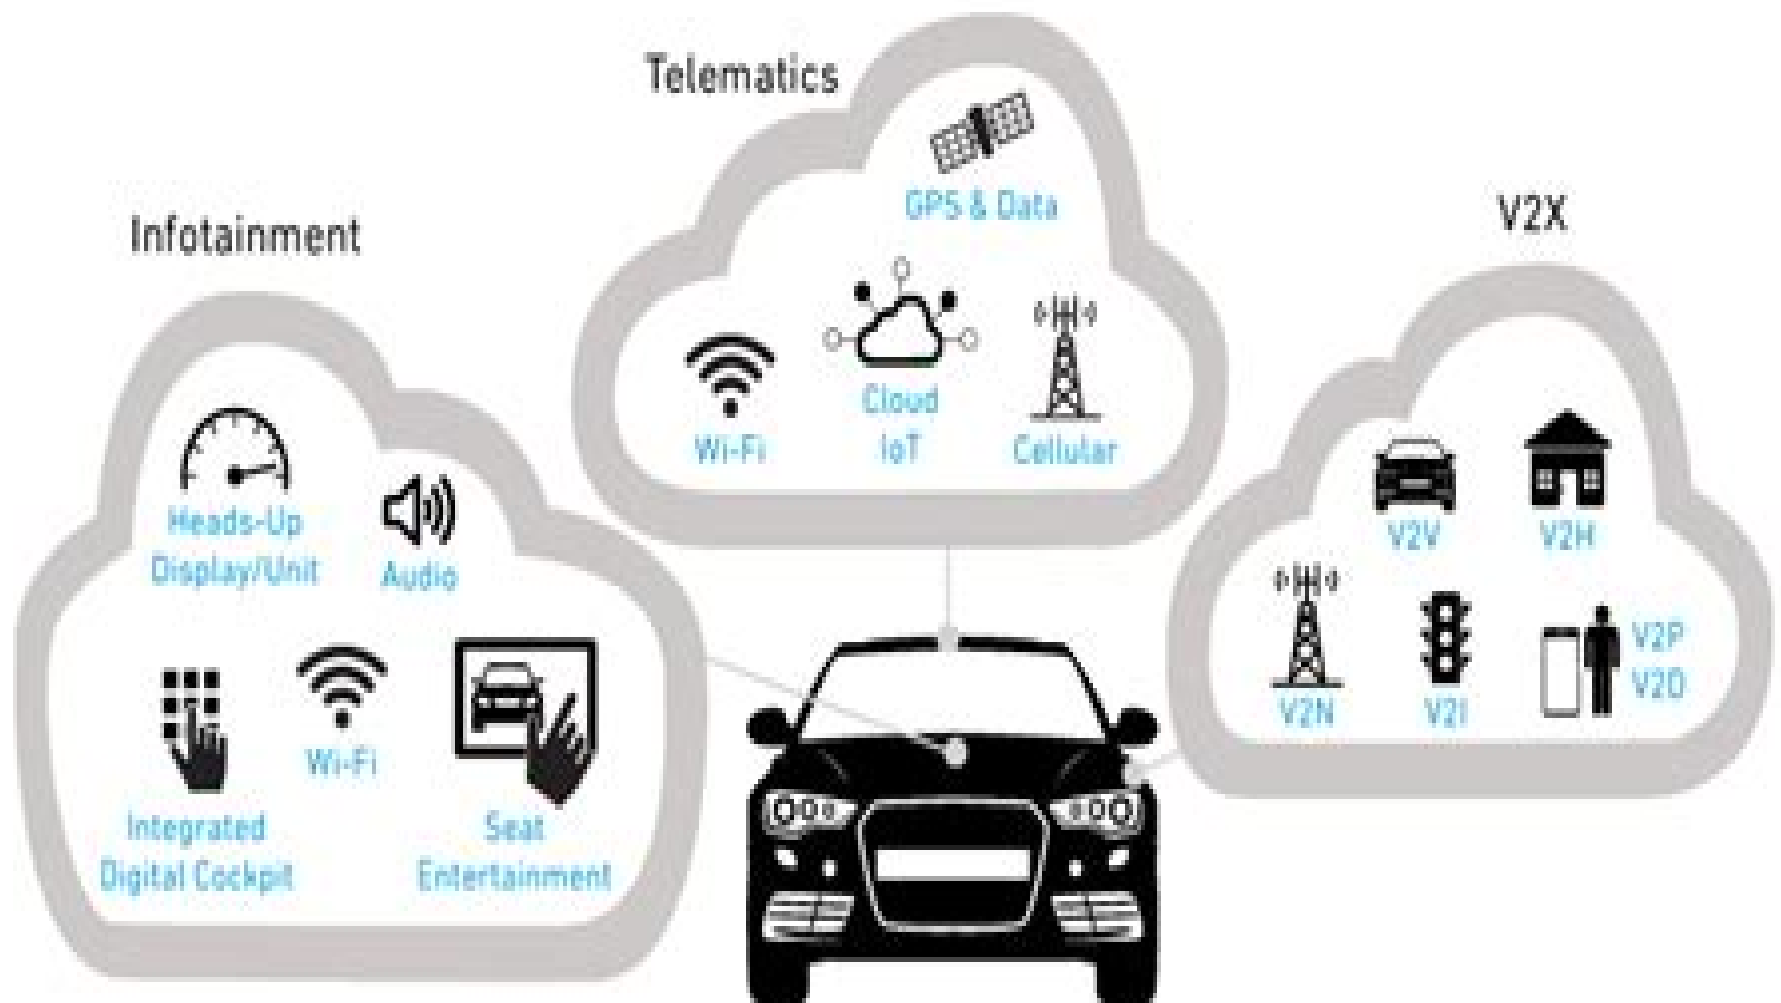 Telematics
GPS & Data
Wi-Fi
Cloud
IoT
Cellular
Infotainment
Heads-Up
Display/Unit
Audio
Wi-Fi
Integrated
Digital Cockpit
Seat
Entertainment
V2X
V2V
V2H
V2N
V2I
V2P
V2D